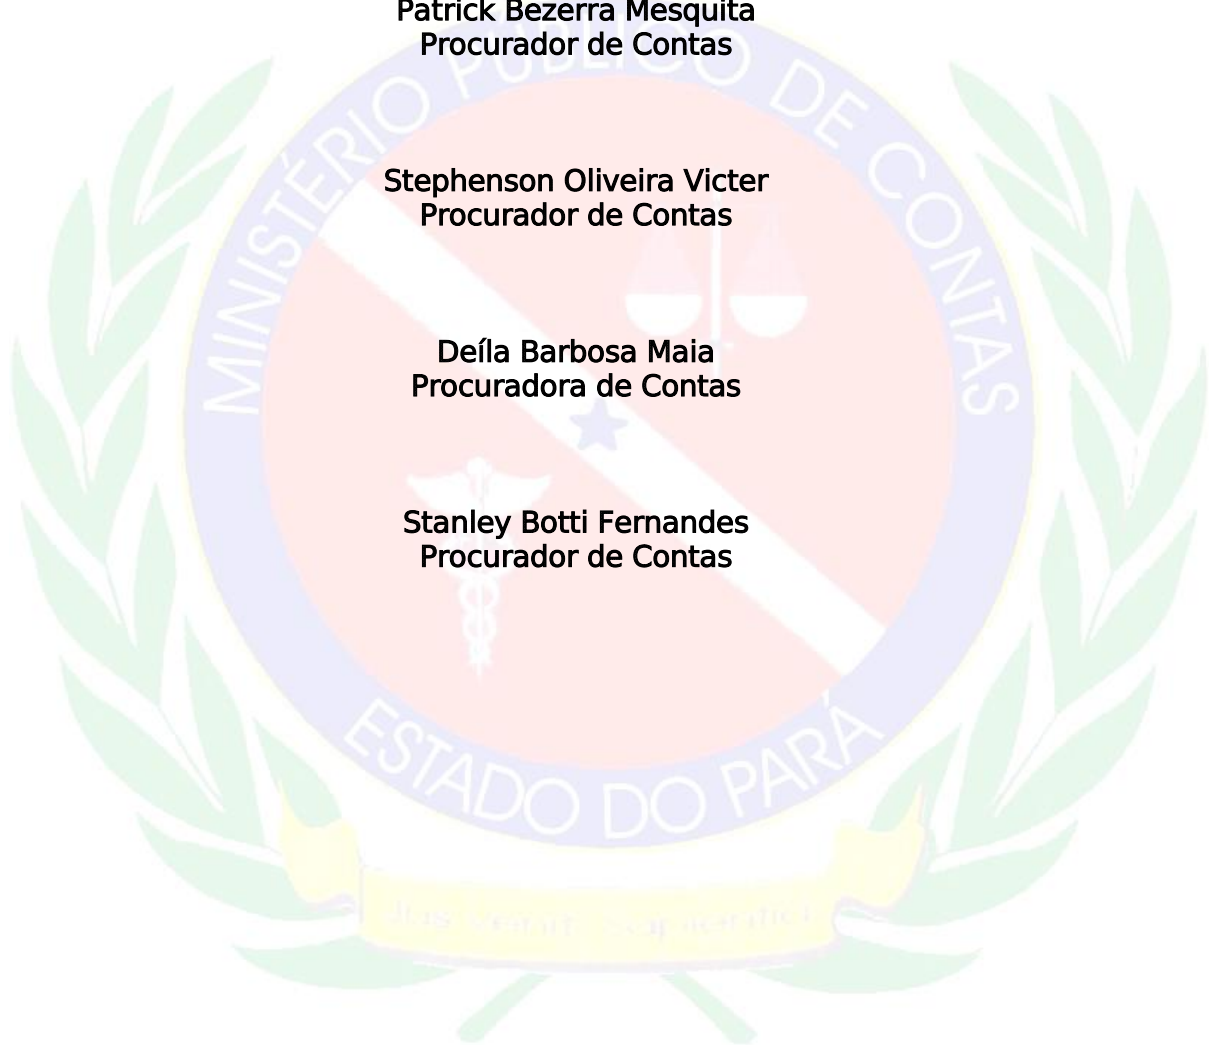 Patrick Bezerra Mesquita
Procurador de Contas
Stephenson Oliveira Victer
Procurador de Contas
Deíla Barbosa Maia
Procuradora de Contas
Stanley Botti Fernandes
Procurador de Contas
MINISTÉRIO PÚBLICO DE CONTAS
ESTADO DO PARÁ